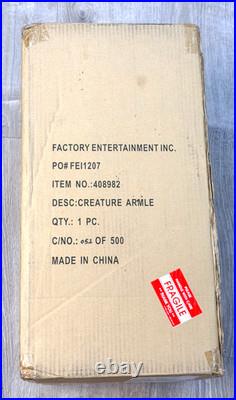 FACTORY ENTERTAINMENT INC.
PO# FEI1207
ITEM NO.:408982
DESC:CREATURE ARMLE
QTY.: 1 PC.
C/NO.: 052 OF 500
MADE IN CHINA
FRAGILE